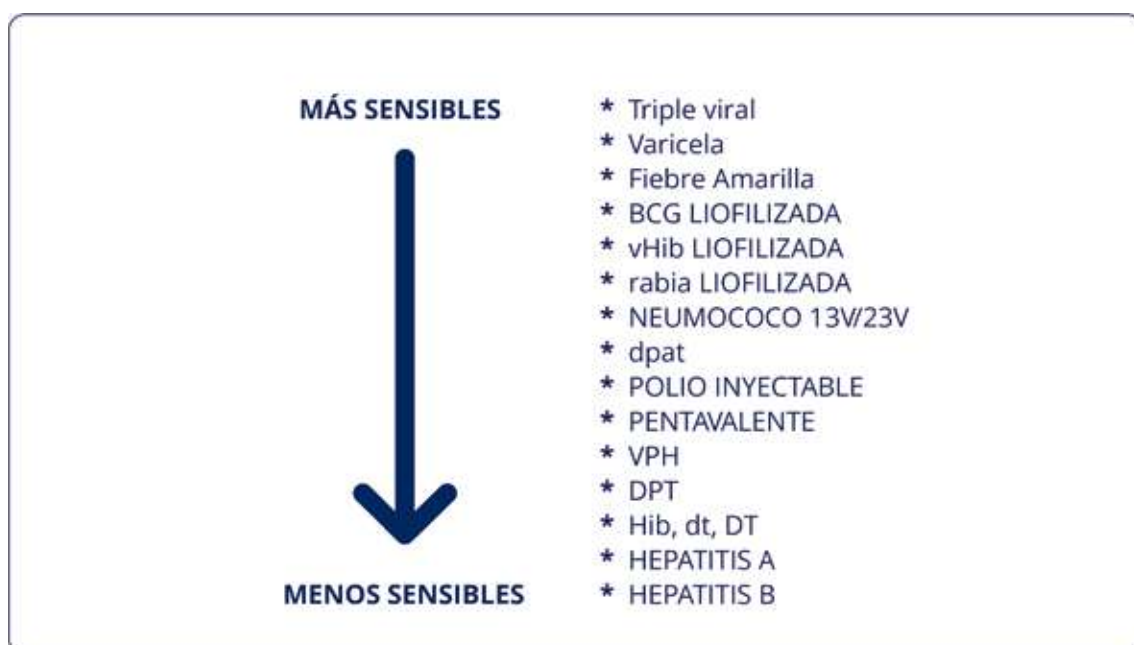 MÁS SENSIBLES
* Triple viral
* Varicela
* Fiebre Amarilla
* BCG LIOFILIZADA
* vHib LIOFILIZADA
* rabia LIOFILIZADA
* NEUMOCOCO 13V/23V
* dpat
* POLIO INYECTABLE
* PENTAVALENTE
* VPH
* DPT
* Hib, dt, DT
* HEPATITIS A
MENOS SENSIBLES
* HEPATITIS B